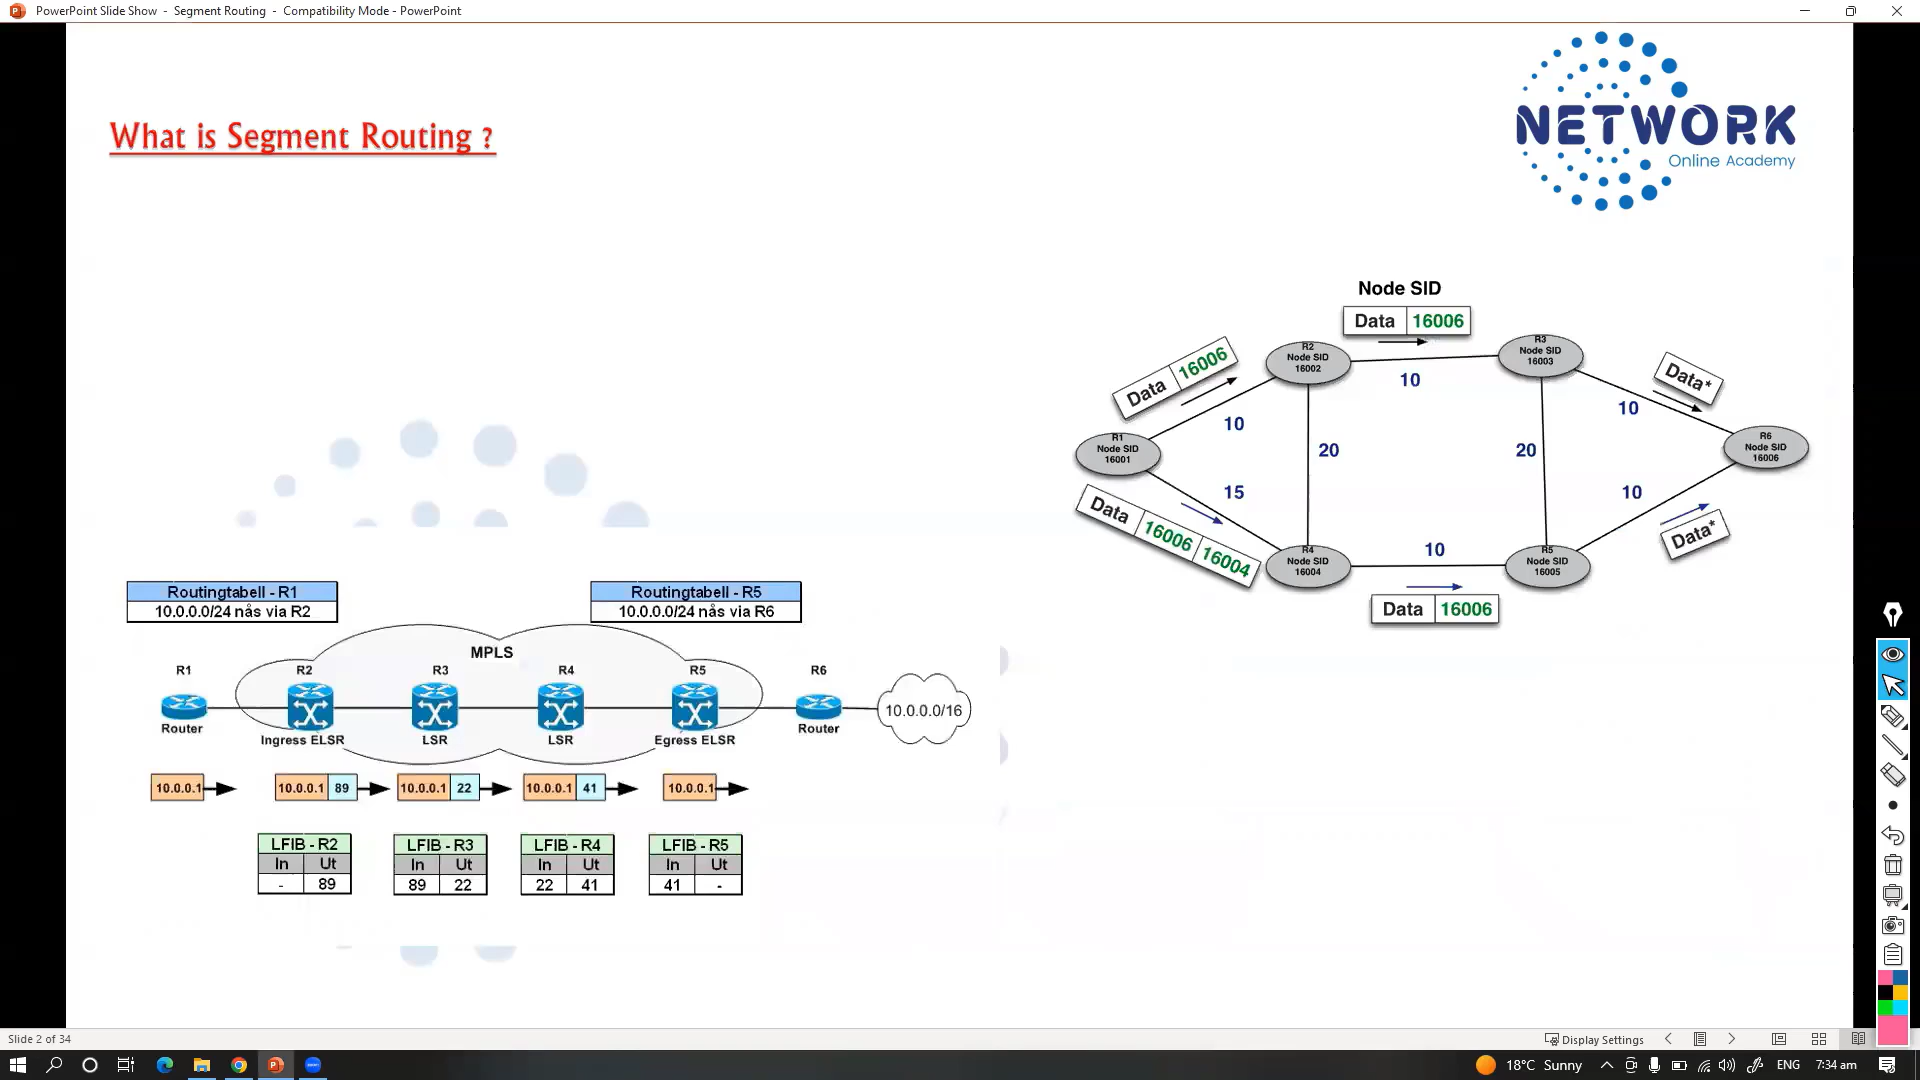 PowerPoint Slide Show - Segment Routing - Compatibility Mode - PowerPoint
NETWORK
Online Academy
What is Segment Routing ?
Node SID
Data 16006
Data 16006
R2
Node SID
16002
R3
Node SID
16003
Data*
10
10
10
R1
Node SID
16001
20
20
R6
Node SID
16006
15
10
Data 16006 16004
10
Data*
R4
Node SID
16004
R5
Node SID
16005
Data 16006
Routingtabell - R1
10.0.0.0/24 nås via R2
Routingtabell - R5
10.0.0.0/24 nås via R6
MPLS
R1
R2
R3
R4
R5
R6
10.0.0.0/16
Router
Ingress ELSR
LSR
LSR
Egress ELSR
Router
10.0.0.1
10.0.0.1 89
10.0.0.1 22
10.0.0.1 41
10.0.0.1
LFIB - R2
In Ut
- 89
LFIB - R3
In Ut
89 22
LFIB - R4
In Ut
22 41
LFIB - R5
In Ut
41 -
Slide 2 of 34
Display Settings
18°C Sunny
ENG
7:34 am